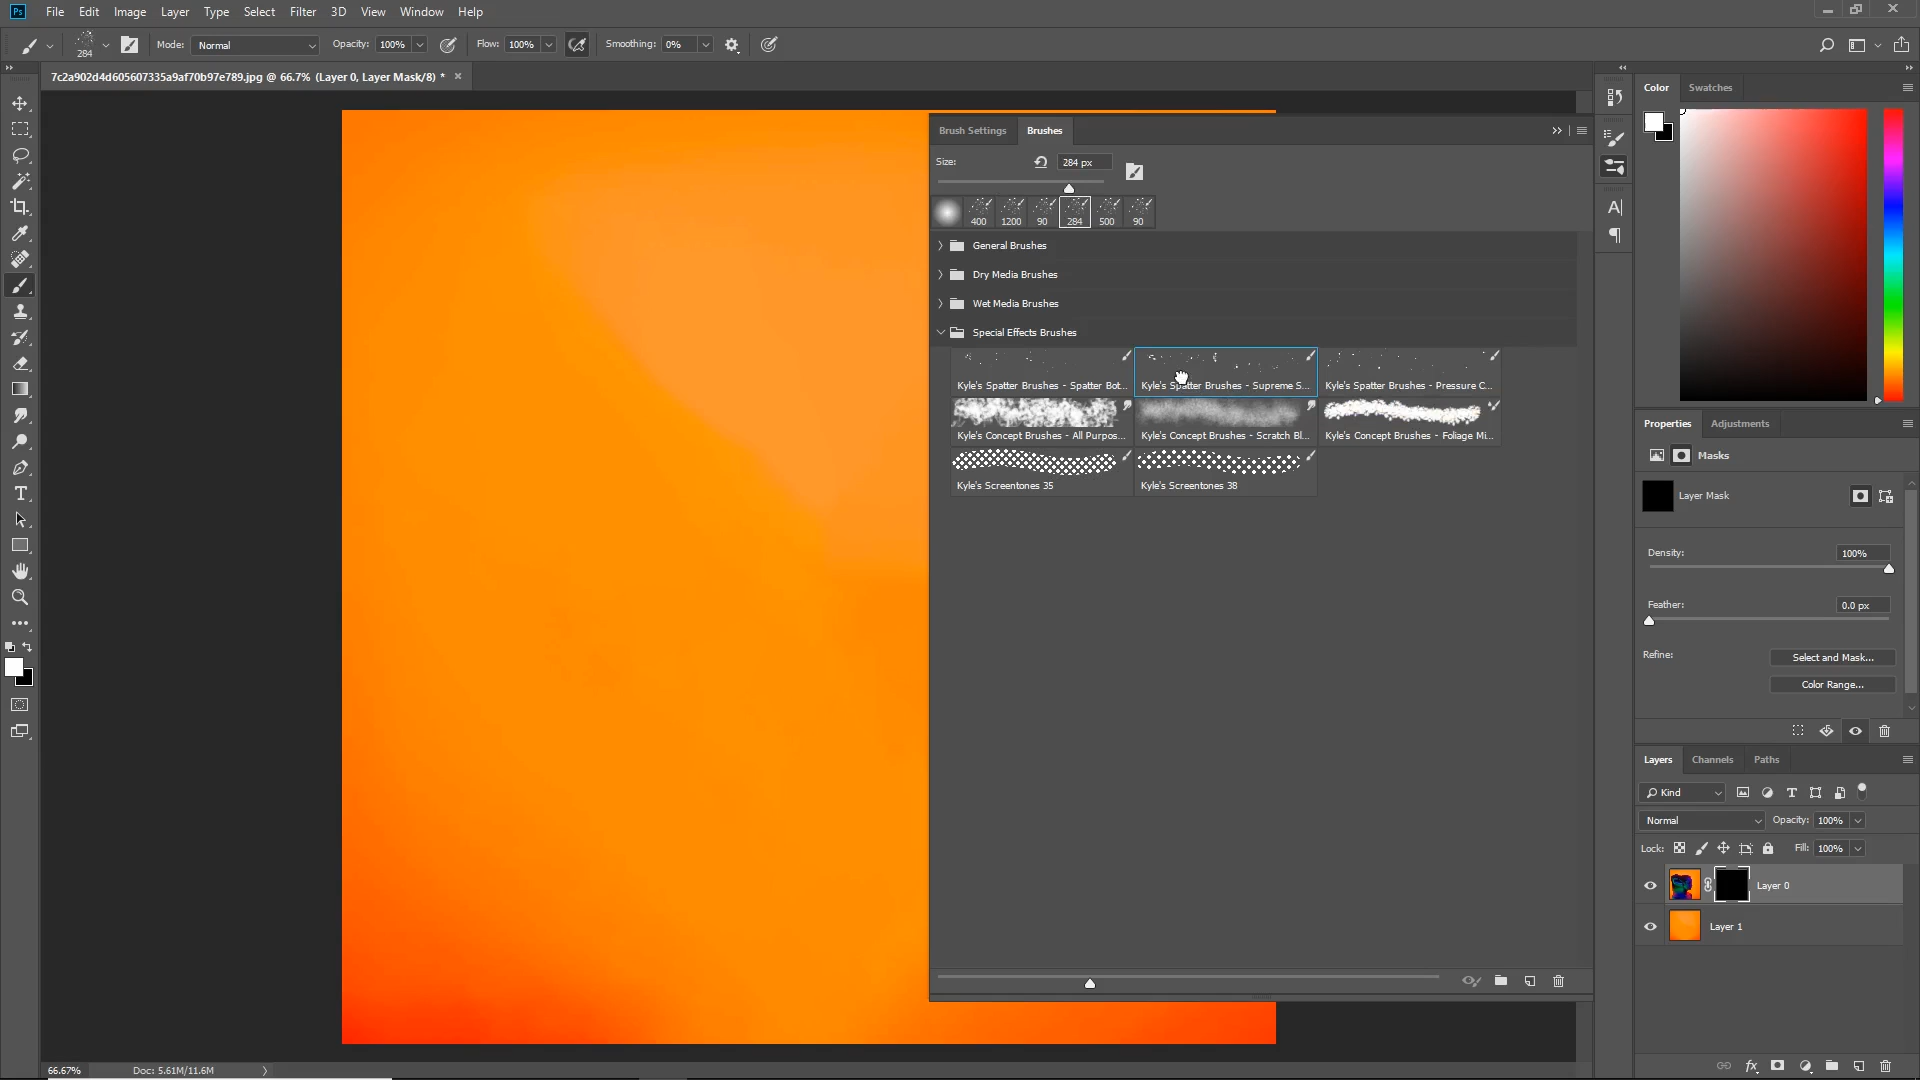 Ps File Edit Image Layer Type Select Filter 3D View Window Help
284 Mode: Normal Opacity: 100% Flow: 100% Smoothing: 0%
7c2a902d4d605607335a9af70b97e789.jpg @ 66.7% (Layer 0, Layer Mask/8) *
Brush Settings Brushes
Size: 284 px
400 1200 90 284 500 90
General Brushes
Dry Media Brushes
Wet Media Brushes
Special Effects Brushes
Kyle's Spatter Brushes - Spatter Bot... Kyle's Spatter Brushes - Supreme S... Kyle's Spatter Brushes - Pressure C...
Kyle's Concept Brushes - All Purpos... Kyle's Concept Brushes - Scratch Bl... Kyle's Concept Brushes - Foliage Mi...
Kyle's Screentones 35 Kyle's Screentones 38
Color Swatches
Properties Adjustments
Masks
Layer Mask
Density: 100%
Feather: 0.0 px
Refine: Select and Mask...
Color Range...
Layers Channels Paths
Kind
Normal Opacity: 100%
Lock: Fill: 100%
Layer 0
Layer 1
66.67% Doc: 5.61M/11.6M